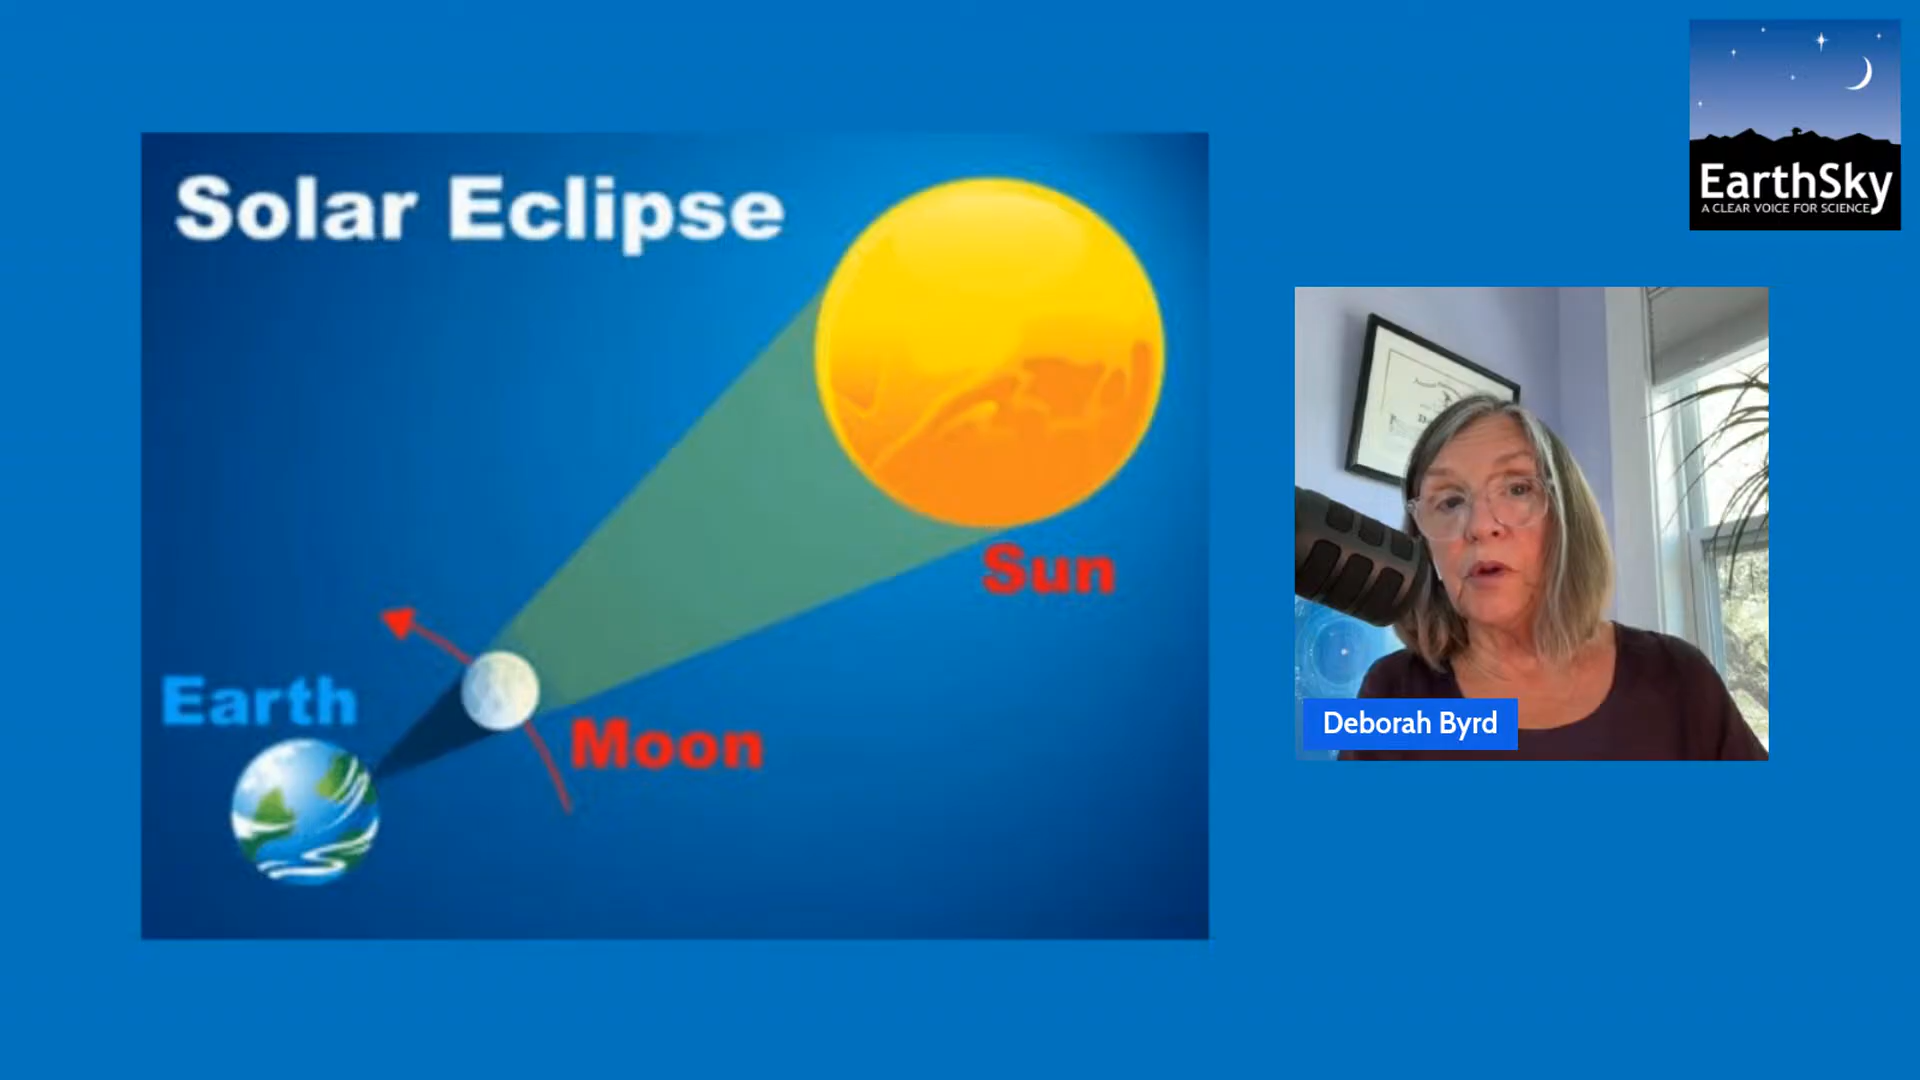 Solar Eclipse
Sun
Earth
Moon
EarthSky
A CLEAR VOICE FOR SCIENCE
Deborah Byrd